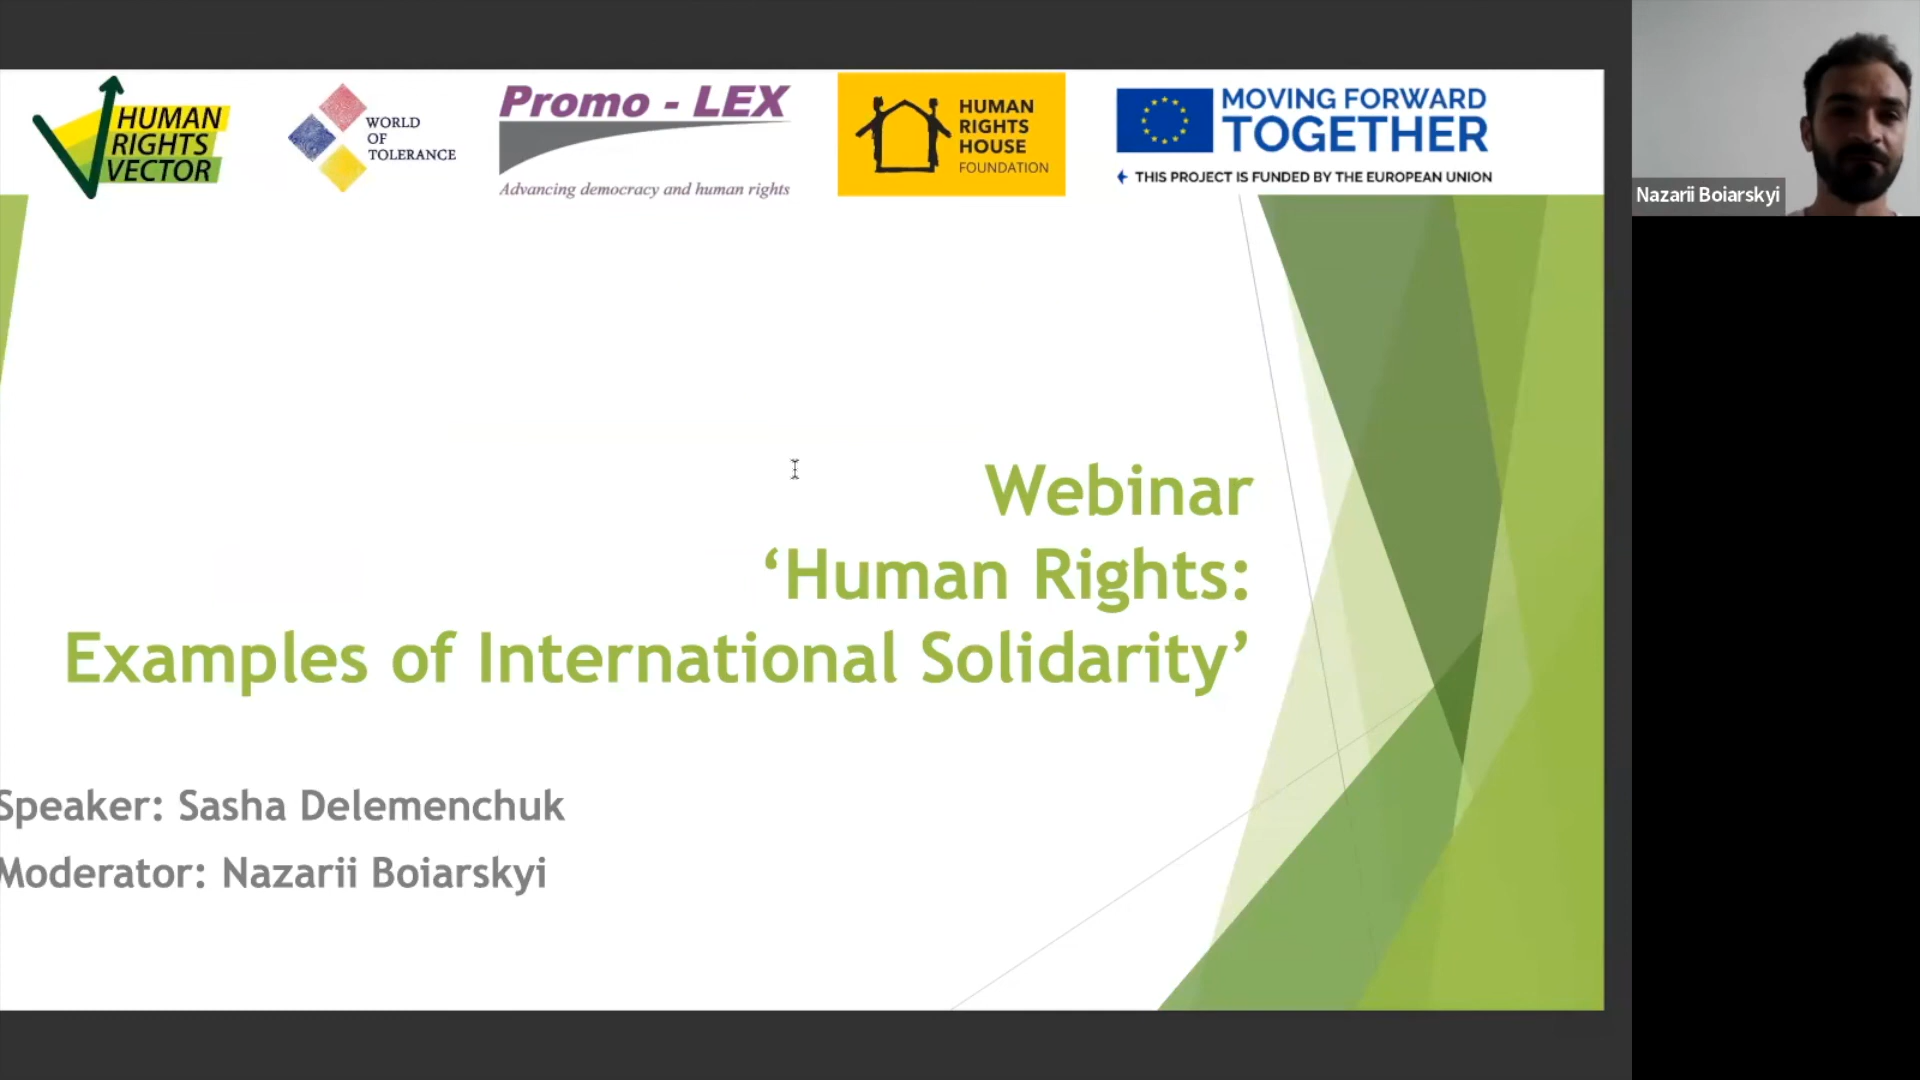 HUMAN
RIGHTS
VECTOR
WORLD
OF
TOLERANCE
Promo - LEX
Advancing democracy and human rights
HUMAN
RIGHTS
HOUSE
FOUNDATION
MOVING FORWARD
TOGETHER
THIS PROJECT IS FUNDED BY THE EUROPEAN UNION
Nazarii Boiarskyi
Webinar
‘Human Rights:
Examples of International Solidarity’
Speaker: Sasha Delemenchuk
Moderator: Nazarii Boiarskyi